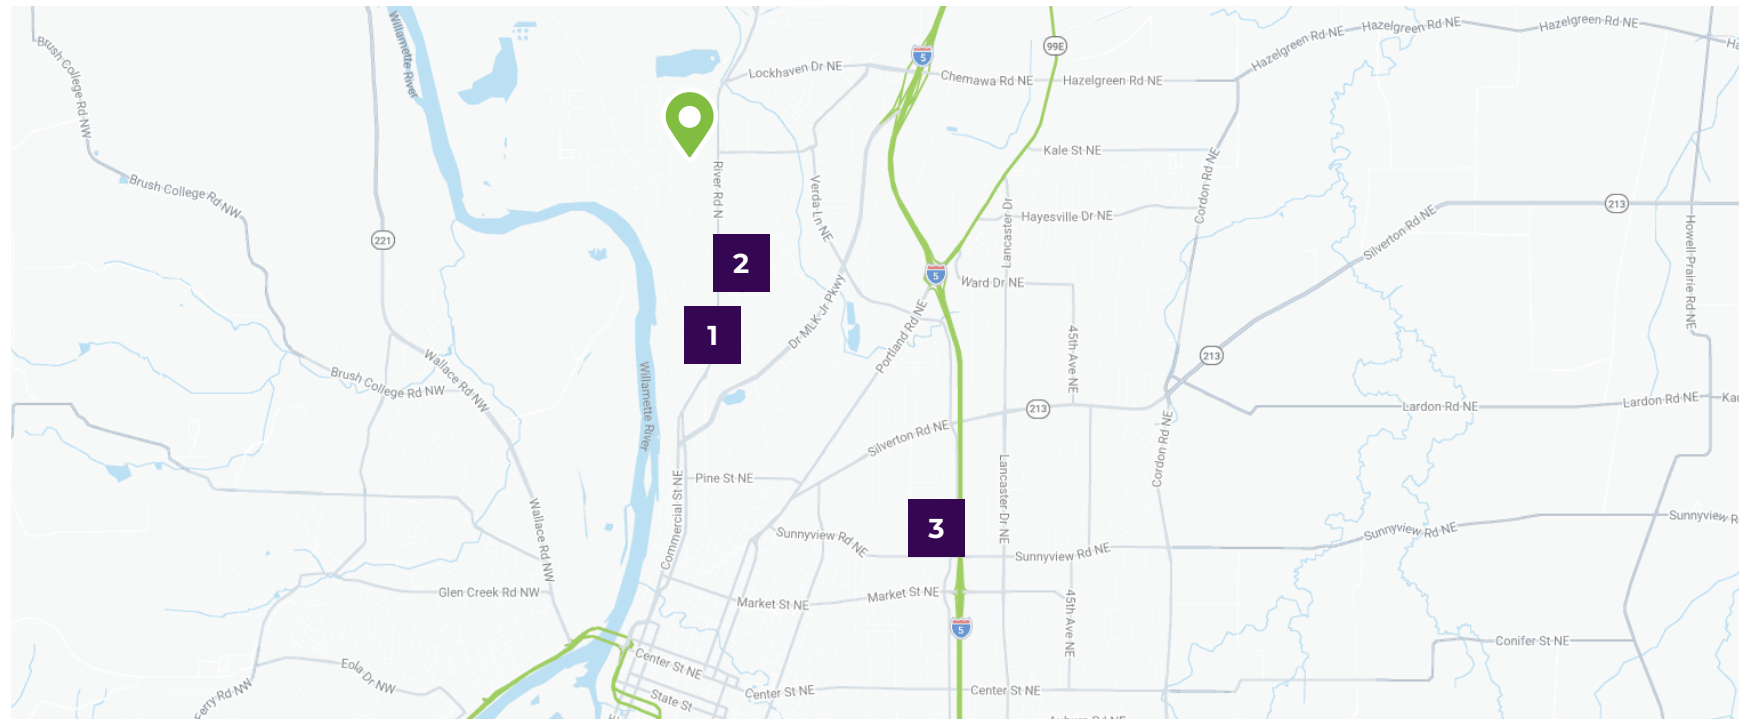 Brush College Rd NW
Willamette River
Lockhaven Dr NE
5
Chemawa Rd NE
99E
Hazelgreen Rd NE
Hazelgreen Rd NE
Hazelgreen Rd NE
Hazelgreen Rd NE
Kale St NE
Brush College Rd NW
River Rd N
Verda Ln NE
Cordon Rd NE
Lancaster Dr
Hayesville Dr NE
213
Silverton Rd NE
Howell Prairie Rd NE
221
2
5
Ward Dr NE
Dr MLK Jr Pkwy
Portland Rd NE
1
45th Ave NE
213
Wallace Rd NW
Brush College Rd NW
Willamette River
213
Lardon Rd NE
Lardon Rd NE
Silverton Rd NE
Cordon Rd NE
Pine St NE
Commercial St NE
Lancaster Dr NE
Wallace Rd NW
3
Sunnyview Rd NE
Sunnyview Rd NE
Sunnyview Rd NE
Sunnyview R
Glen Creek Rd NW
Market St NE
Market St NE
45th Ave NE
5
Conifer St NE
Eola Dr NW
Center St NE
Ferry Rd NW
State St
Center St NE
Center St NE